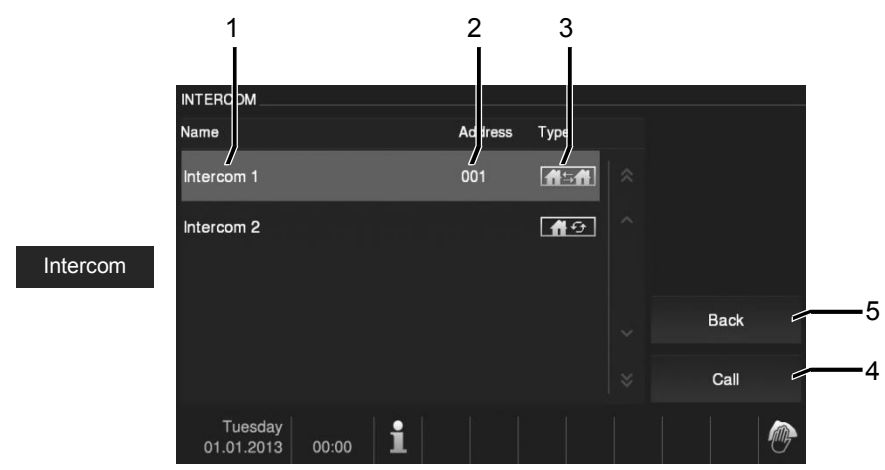 1 2 3
INTERCOM
Name Address Type
Intercom 1 001
Intercom 2
Intercom
Back 5
Call 4
Tuesday
01.01.2013 00:00 i